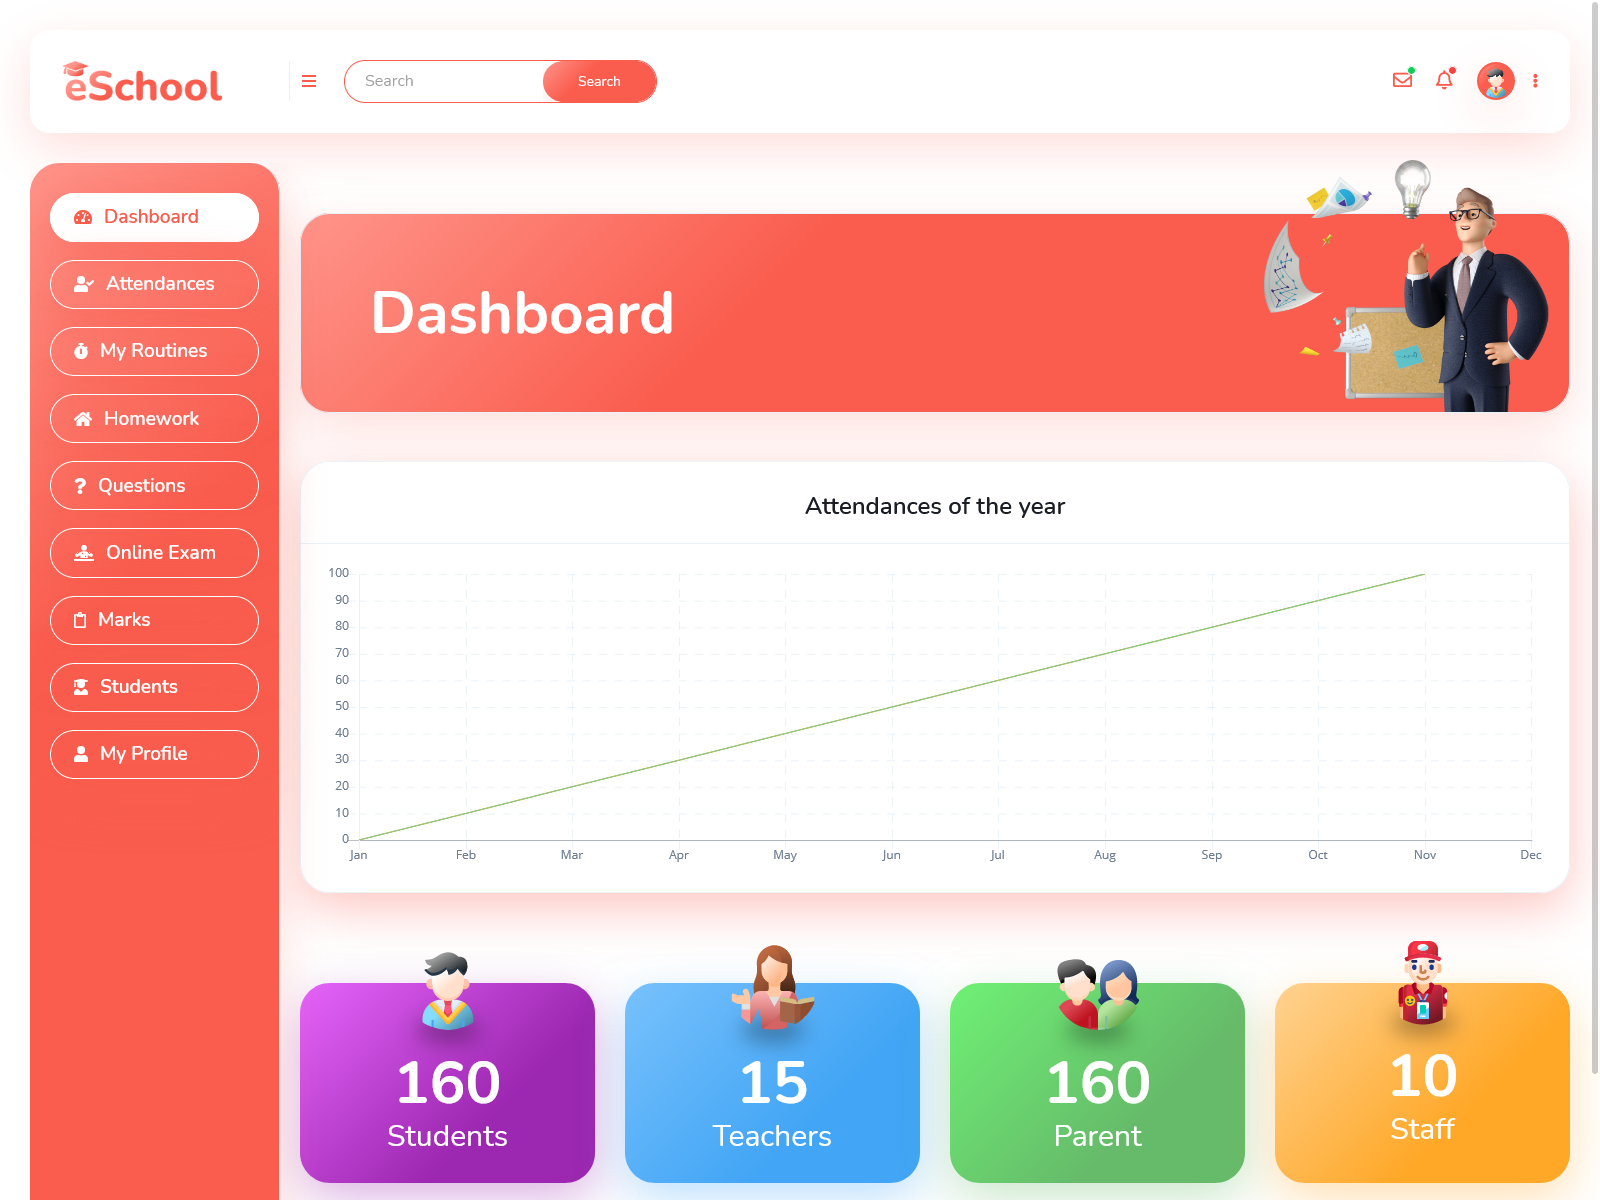 eSchool
Search
Search
Dashboard
Attendances
My Routines
Homework
Questions
Online Exam
Marks
Students
My Profile
Dashboard
Attendances of the year
100
90
80
70
60
50
40
30
20
10
0
Jan Feb Mar Apr May Jun Jul Aug Sep Oct Nov Dec
160
Students
15
Teachers
160
Parent
10
Staff